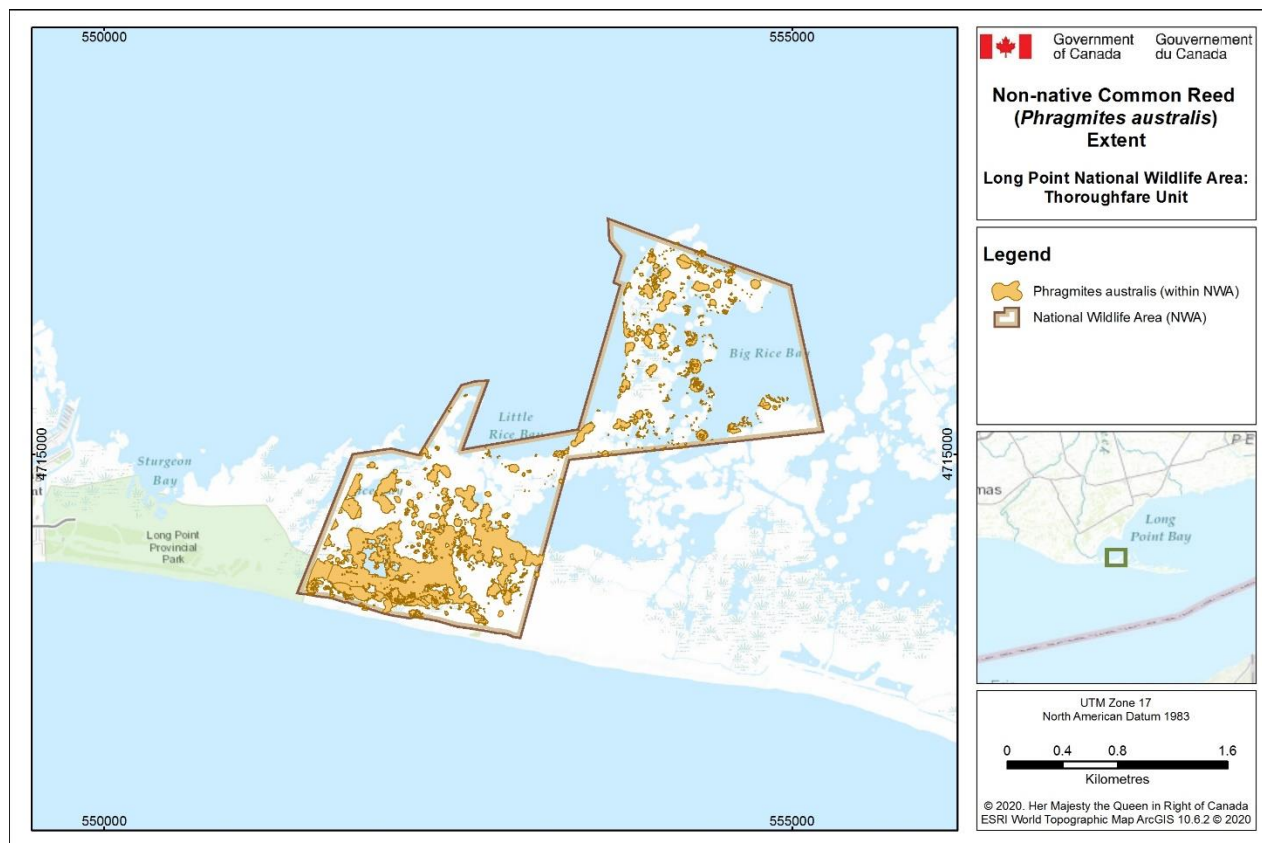 550000
555000
4715000
4715000
Big Rice Bay
Little
Rice Bay
Sturgeon
Bay
Long Point
Provincial
Park
550000
555000
Government
of Canada
Gouvernement
du Canada
Non-native Common Reed
(Phragmites australis)
Extent
Long Point National Wildlife Area:
Thoroughfare Unit
Legend
Phragmites australis (within NWA)
National Wildlife Area (NWA)
mas
P E
Long
Point Bay
UTM Zone 17
North American Datum 1983
0 0.4 0.8 1.6
Kilometres
© 2020. Her Majesty the Queen in Right of Canada
ESRI World Topographic Map ArcGIS 10.6.2 © 2020